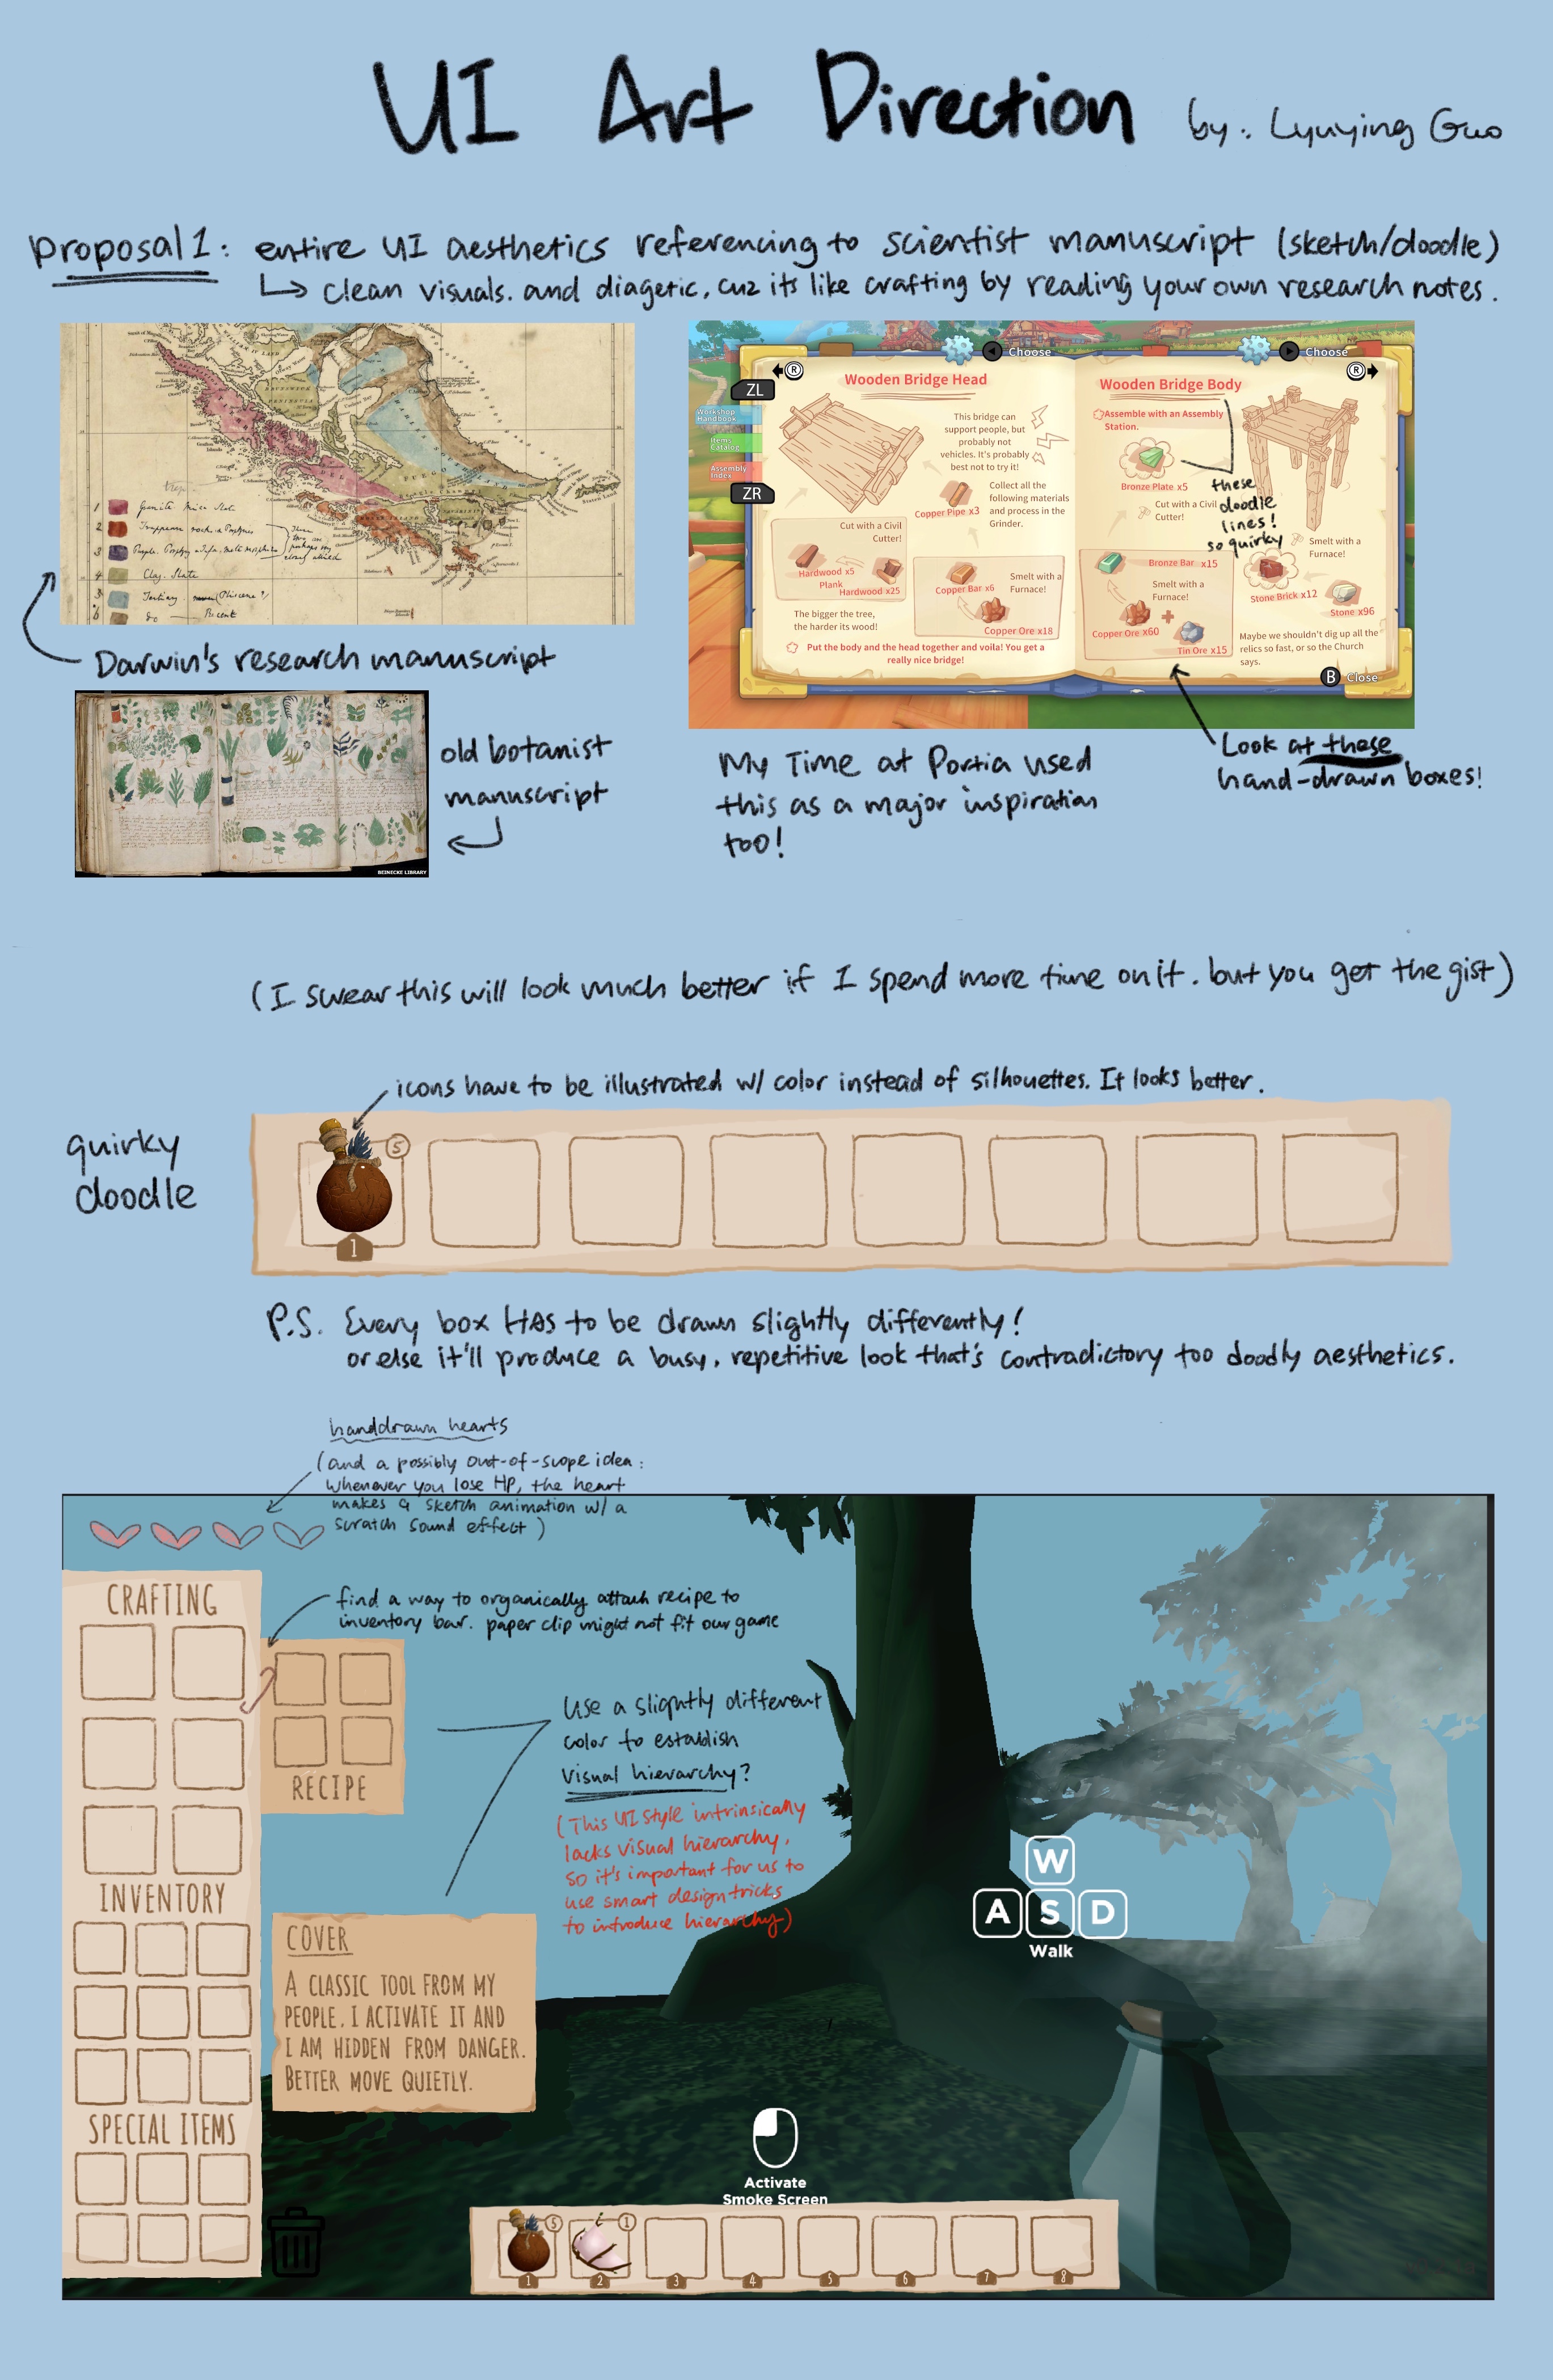 UI Art Direction by: Lyuying Guo
Proposal 1: entire UI aesthetics referencing to scientist manuscript (sketch/doodle)
↳ clean visuals. and diagetic, cuz its like crafting by reading your own research notes.
1 Granite Mica Slate
2
3
4 Clay. Slate
5 Tertiary
6 do Recent
Darwin's research manuscript
BEINECKE LIBRARY
old botanist
manuscript
Choose
Choose
R
R
ZL
Workshop
Handbook
Items
Catalog
Assembly
Index
ZR
Wooden Bridge Head
This bridge can
support people, but
probably not
vehicles. It's probably
best not to try it!
Copper Pipe x3
Collect all the
following materials
and process in the
Grinder.
Cut with a Civil
Cutter!
Hardwood x5
Plank
Hardwood x25
Copper Bar x6
Smelt with a
Furnace!
Copper Ore x18
The bigger the tree,
the harder its wood!
Put the body and the head together and voila! You get a
really nice bridge!
Wooden Bridge Body
Assemble with an Assembly
Station.
Bronze Plate x5
Cut with a Civil
Cutter!
these
doodle
lines!
so quirky
Bronze Bar x15
Smelt with a
Furnace!
Copper Ore x60
Tin Ore x15
Smelt with a
Furnace!
Stone Brick x12
Stone x96
Maybe we shouldn't dig up all the
relics so fast, or so the Church
says.
B Close
My Time at Portia used
this as a major inspiration
too!
Look at these
hand-drawn boxes!
(I swear this will look much better if I spend more time on it. but you get the gist)
icons have to be illustrated w/ color instead of silhouettes. It looks better.
quirky
doodle
5
1
P.S. Every box HAS to be drawn slightly differently!
or else it'll produce a busy, repetitive look that's contradictory too doodly aesthetics.
handdrawn hearts
(and a possibly out-of-scope idea:
whenever you lose HP, the heart
makes a sketch animation w/ a
scratch sound effect)
CRAFTING
find a way to organically attach recipe to
inventory bar. paper clip might not fit our game
RECIPE
Use a slightly different
color to establish
visual hierarchy?
(This UI style intrinsically
lacks visual hierarchy,
so it's important for us to
use smart design tricks
to introduce hierarchy)
INVENTORY
COVER
A CLASSIC TOOL FROM MY
PEOPLE. I ACTIVATE IT AND
I AM HIDDEN FROM DANGER.
BETTER MOVE QUIETLY.
W
A S D
Walk
SPECIAL ITEMS
Activate
Smoke Screen
5 1
1 2 3 4 5 6 7 8